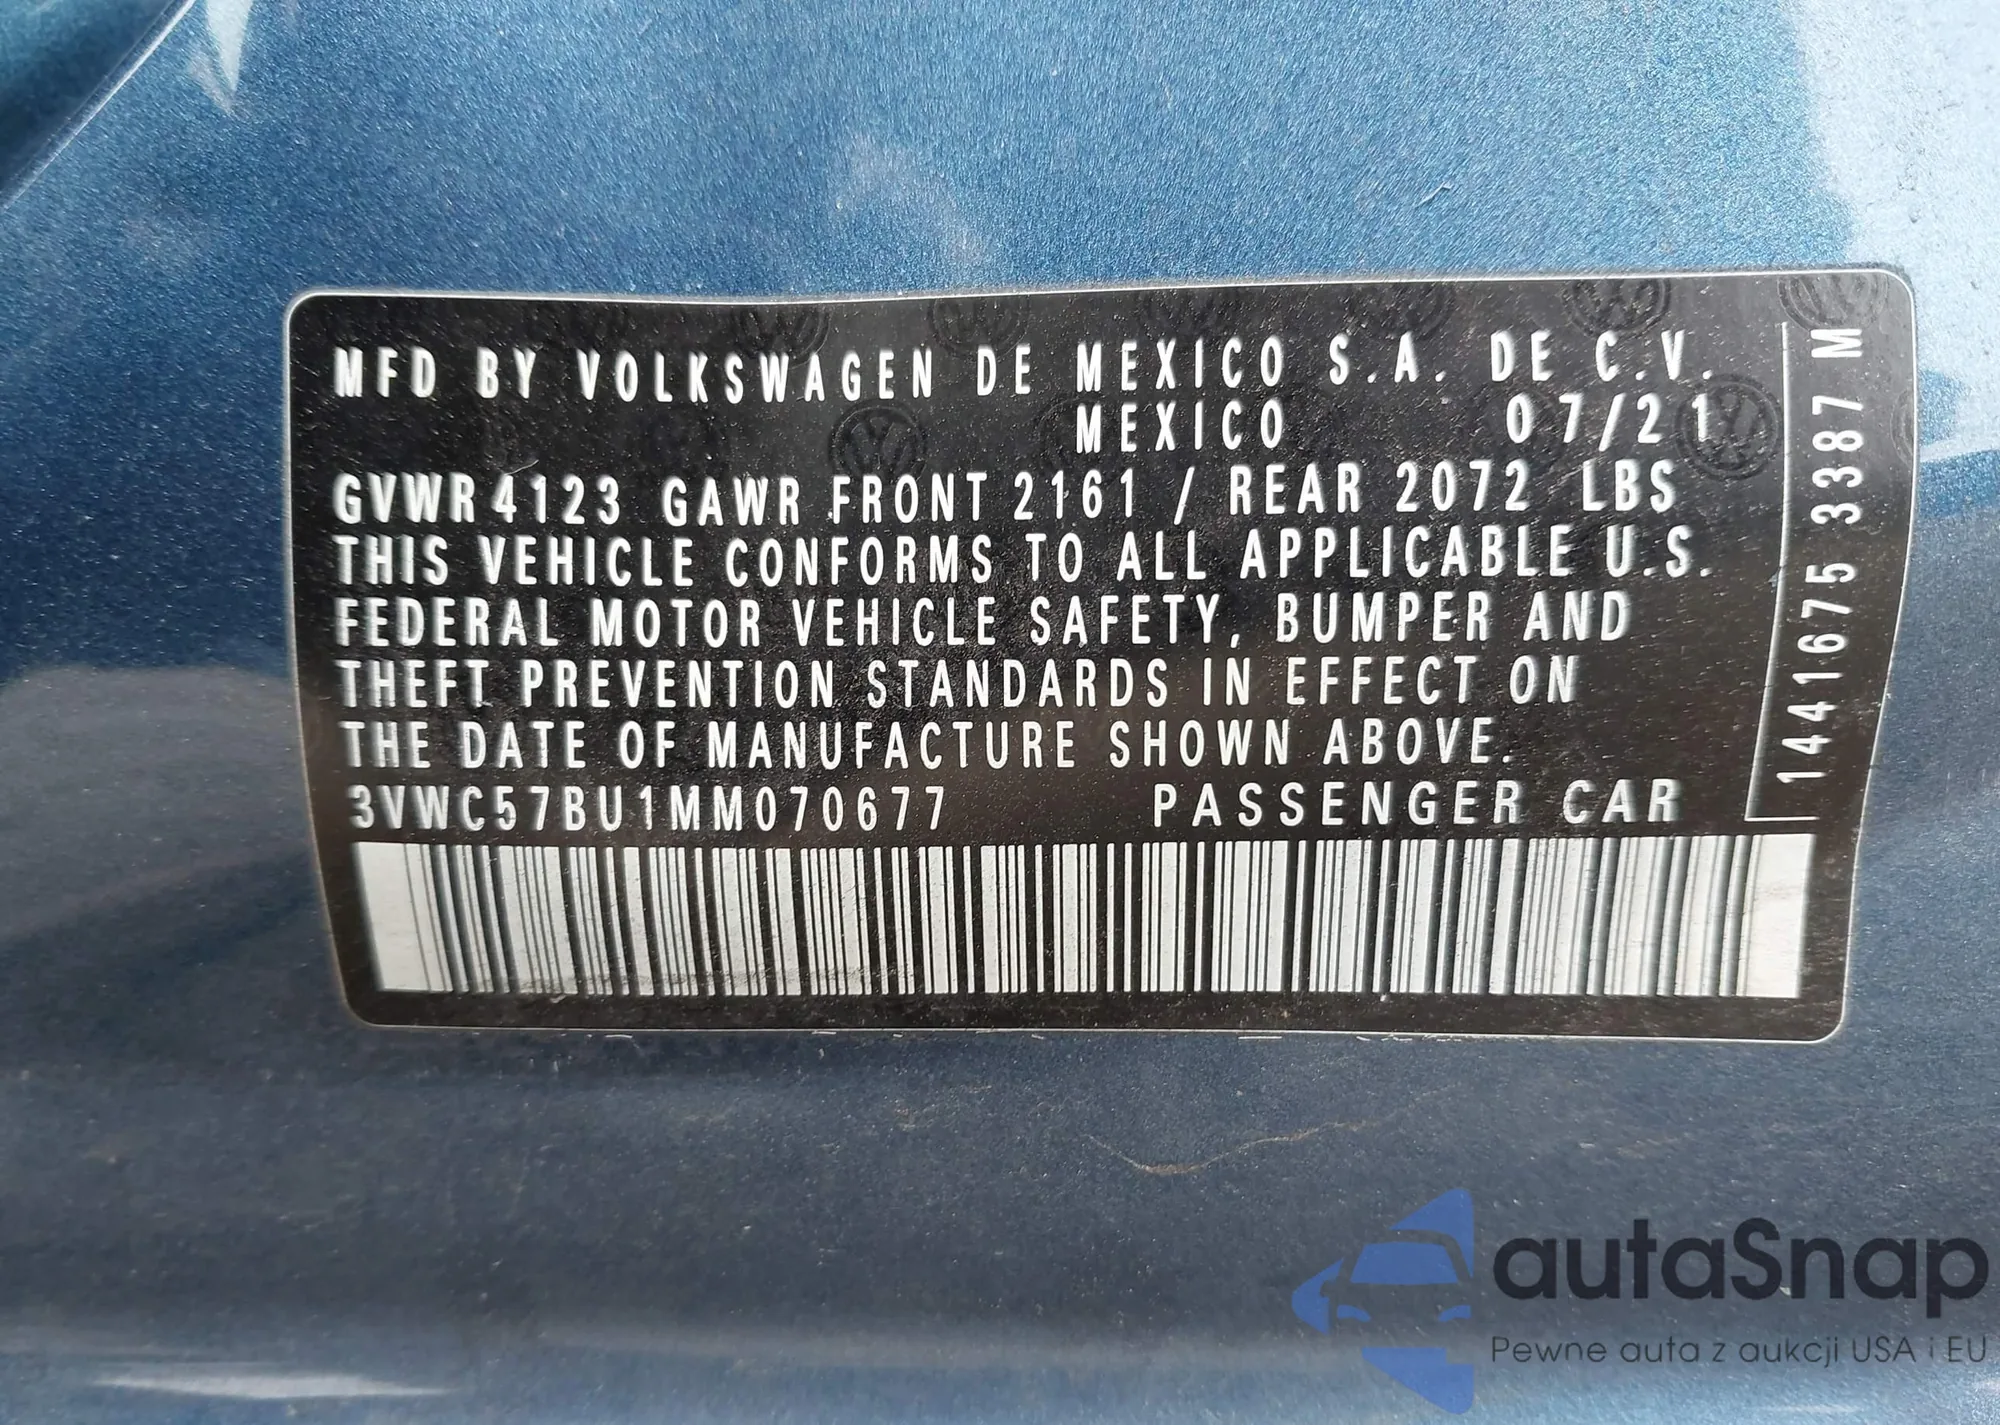 MFD BY VOLKSWAGEN DE MEXICO S.A. DE C.V.
MEXICO 07/21
GVWR 4123 GAWR FRONT 2161 / REAR 2072 LBS
THIS VEHICLE CONFORMS TO ALL APPLICABLE U.S.
FEDERAL MOTOR VEHICLE SAFETY, BUMPER AND
THEFT PREVENTION STANDARDS IN EFFECT ON
THE DATE OF MANUFACTURE SHOWN ABOVE.
3VWC57BU1MM070677 PASSENGER CAR
1441675 3387 M
autaSnap
Pewne auta z aukcji USA i EU